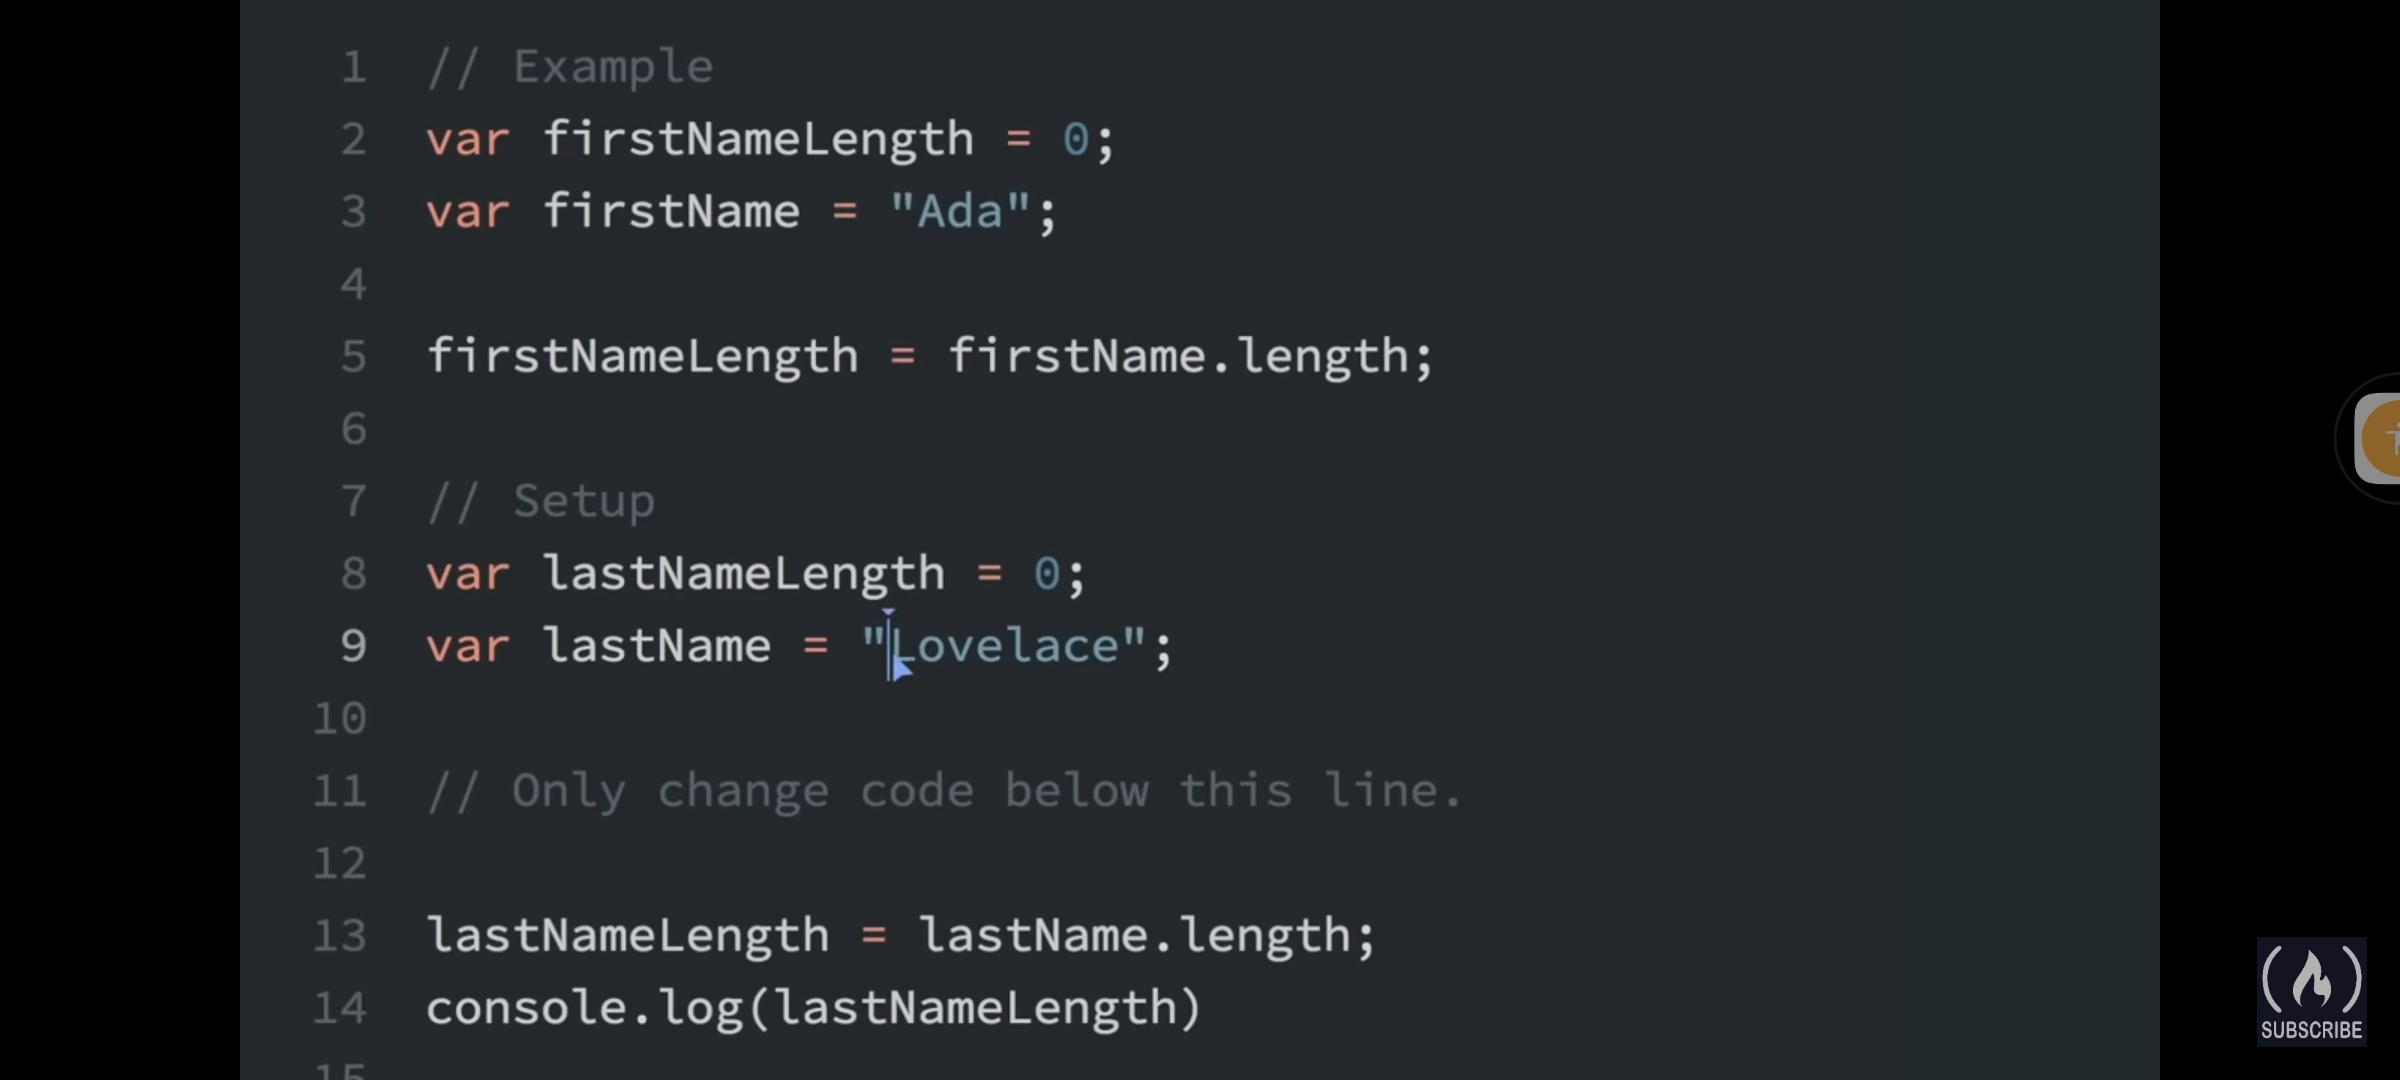 1 // Example
2 var firstNameLength = 0;
3 var firstName = "Ada";
4
5 firstNameLength = firstName.length;
6
7 // Setup
8 var lastNameLength = 0;
9 var lastName = "Lovelace";
10
11 // Only change code below this line.
12
13 lastNameLength = lastName.length;
14 console.log(lastNameLength)
15
SUBSCRIBE